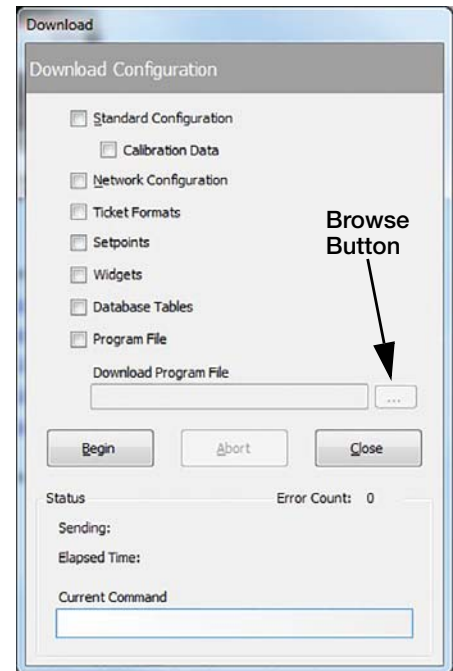 Download
Download Configuration
Standard Configuration
Calibration Data
Network Configuration
Ticket Formats
Setpoints
Widgets
Database Tables
Program File
Browse
Button
Download Program File
...
Begin
Abort
Close
Status
Error Count: 0
Sending:
Elapsed Time:
Current Command